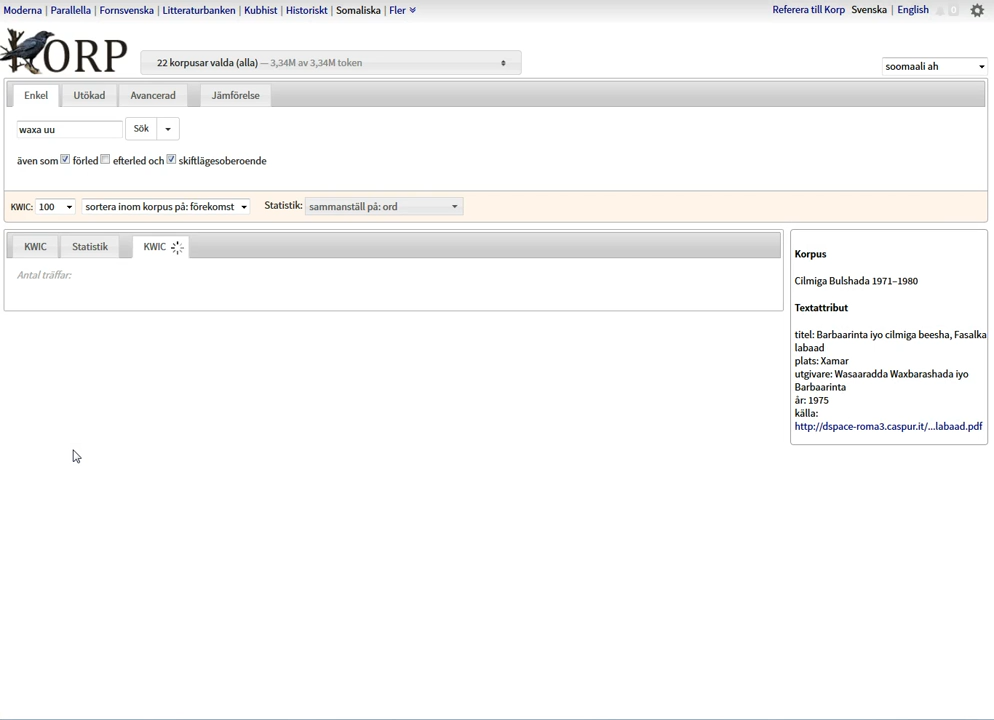 Moderna | Parallella | Fornsvenska | Litteraturbanken | Kubhist | Historiskt | Somaliska | Fler
Referera till Korp Svenska | English 0
KORP
22 korpusar valda (alla) — 3,34M av 3,34M token
soomaali ah
Enkel Utökad Avancerad Jämförelse
waxa uu Sök
även som förled efterled och skiftlägesoberoende
KWIC: 100 sortera inom korpus på: förekomst Statistik: sammanställ på: ord
KWIC Statistik KWIC
Antal träffar:
Korpus
Cilmiga Bulshada 1971–1980
Textattribut
titel: Barbaarinta iyo cilmiga beesha, Fasalka
labaad
plats: Xamar
utgivare: Wasaaradda Waxbarashada iyo
Barbaarinta
år: 1975
källa:
http://dspace-roma3.caspur.it/...labaad.pdf